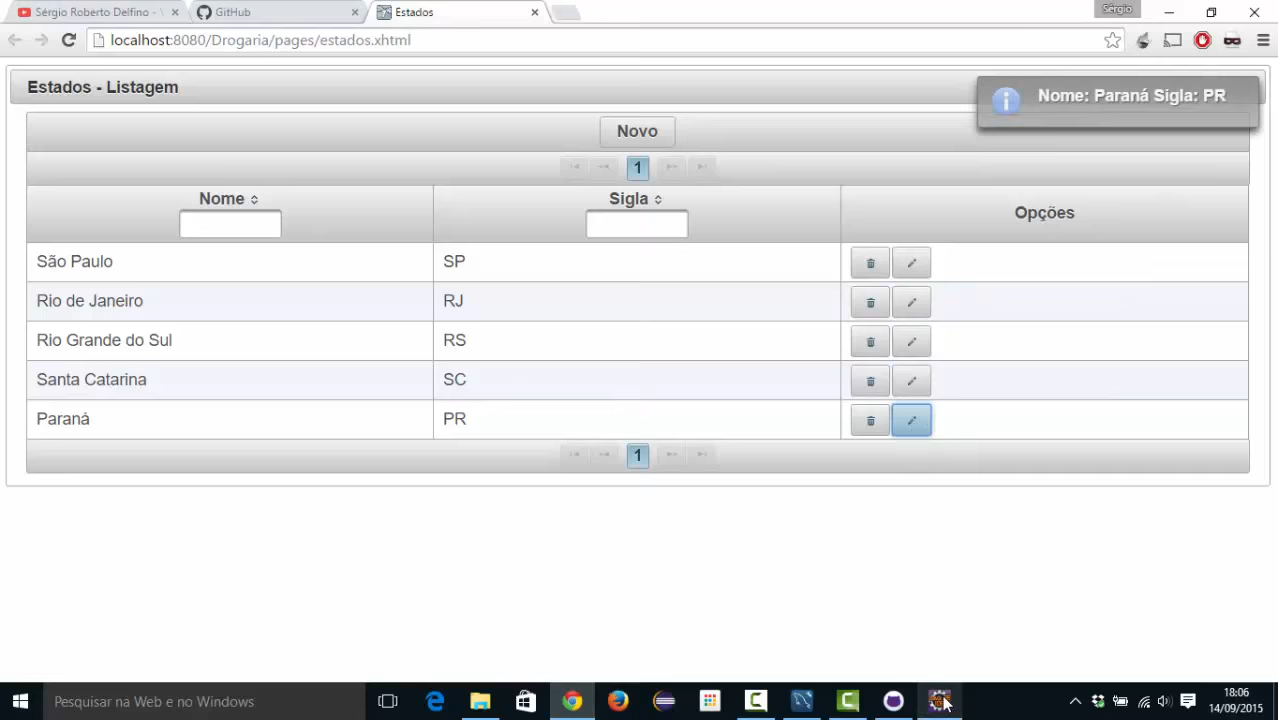 Sérgio Roberto Delfino -
GitHub
Estados
Sérgio
localhost:8080/Drogaria/pages/estados.xhtml
Estados - Listagem
Nome: Paraná Sigla: PR
Novo
1
Nome
Sigla
Opções
São Paulo
SP
Rio de Janeiro
RJ
Rio Grande do Sul
RS
Santa Catarina
SC
Paraná
PR
1
Pesquisar na Web e no Windows
18:06
14/09/2015